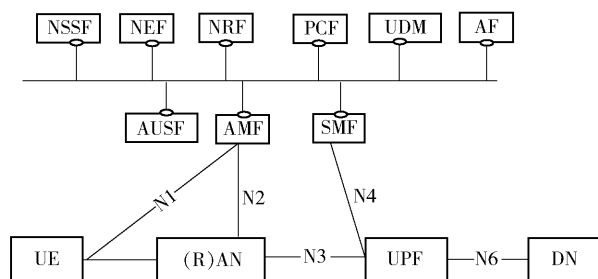 NSSF NEF NRF PCF UDM AF
AUSF AMF SMF
N1 N2 N4
UE (R)AN N3 UPF N6 DN